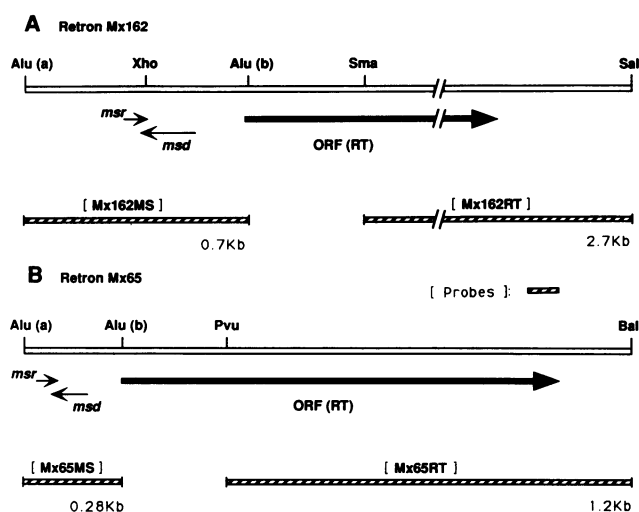 A Retron Mx162
Alu (a) Xho Alu (b) Sma Sal
msr
msd
ORF (RT)
[ Mx162MS ] [ Mx162RT ]
0.7Kb 2.7Kb
B Retron Mx65
[ Probes ]:
Alu (a) Alu (b) Pvu Bal
msr
msd
ORF (RT)
[ Mx65MS ] [ Mx65RT ]
0.28Kb 1.2Kb